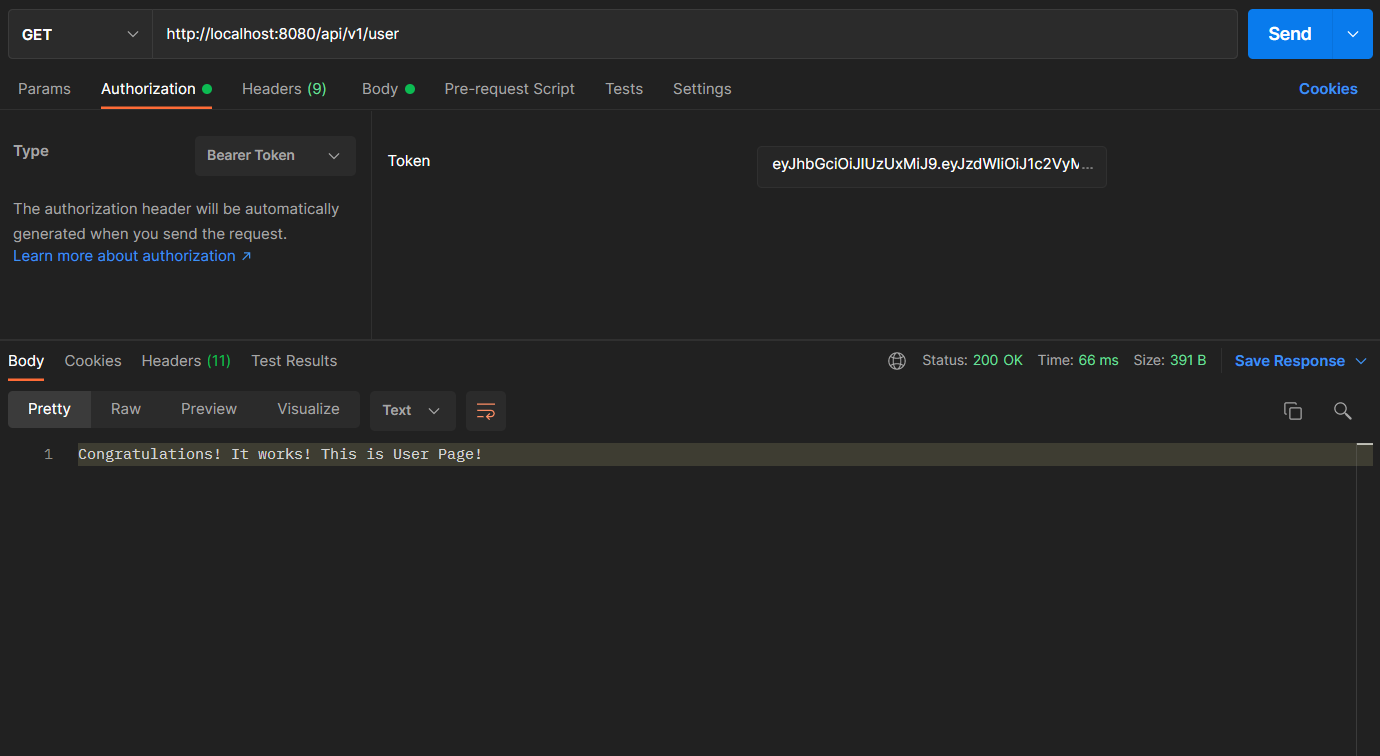 GET http://localhost:8080/api/v1/user Send
Params Authorization Headers (9) Body Pre-request Script Tests Settings Cookies
Type Bearer Token Token eyJhbGciOiJIUzUxMiJ9.eyJzdWIiOiJ1c2VyM...
The authorization header will be automatically
generated when you send the request.
Learn more about authorization ↗
Body Cookies Headers (11) Test Results Status: 200 OK Time: 66 ms Size: 391 B Save Response
Pretty Raw Preview Visualize Text
1 Congratulations! It works! This is User Page!